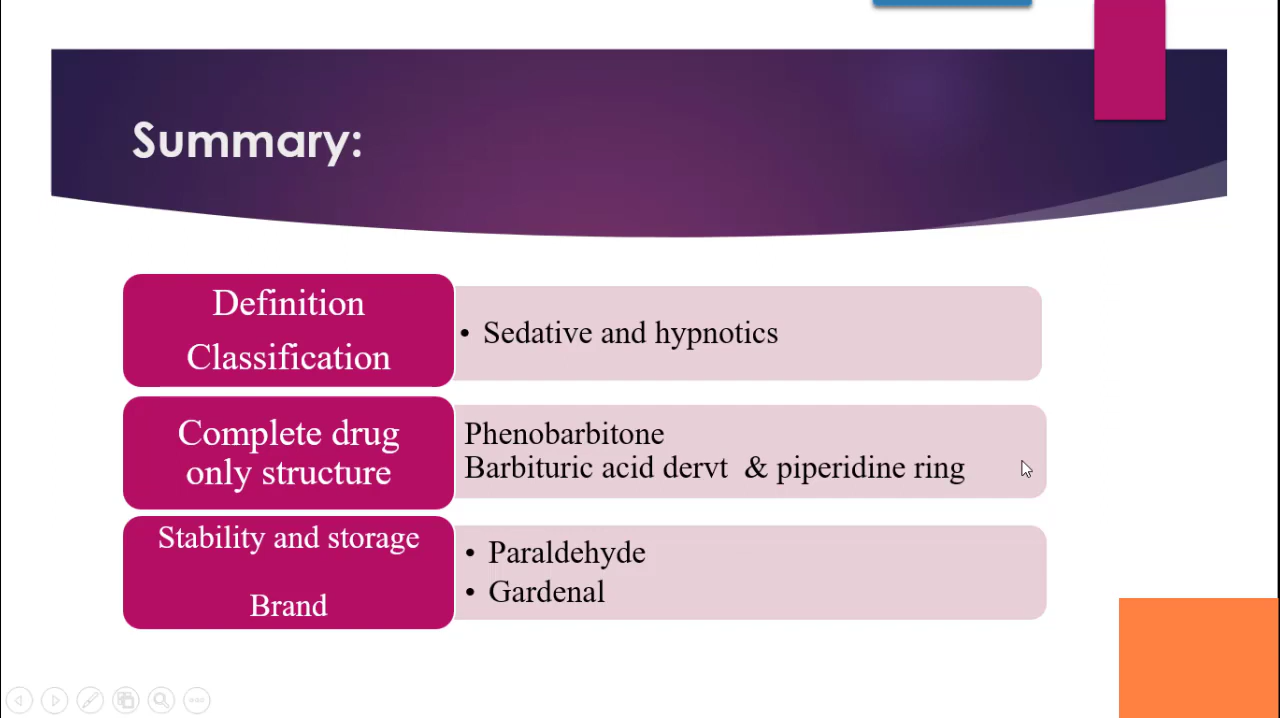 Summary:
Definition
Classification
• Sedative and hypnotics
Complete drug
only structure
Phenobarbitone
Barbituric acid dervt & piperidine ring
Stability and storage
Brand
• Paraldehyde
• Gardenal